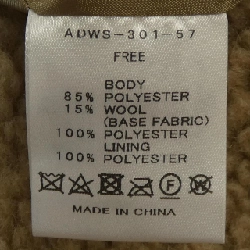 ADWS-301-57
FREE
BODY
85% POLYESTER
15% WOOL
(BASE FABRIC)
100% POLYESTER
LINING
100% POLYESTER
MADE IN CHINA